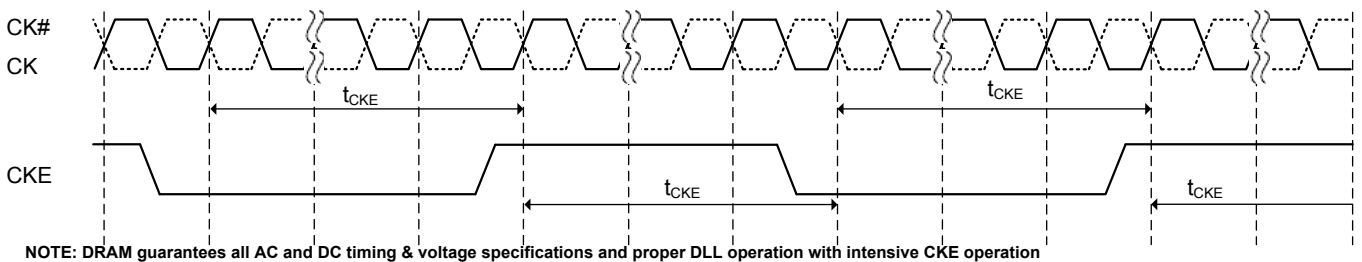 CK#
CK
tCKE
tCKE
CKE
tCKE
tCKE
NOTE: DRAM guarantees all AC and DC timing & voltage specifications and proper DLL operation with intensive CKE operation